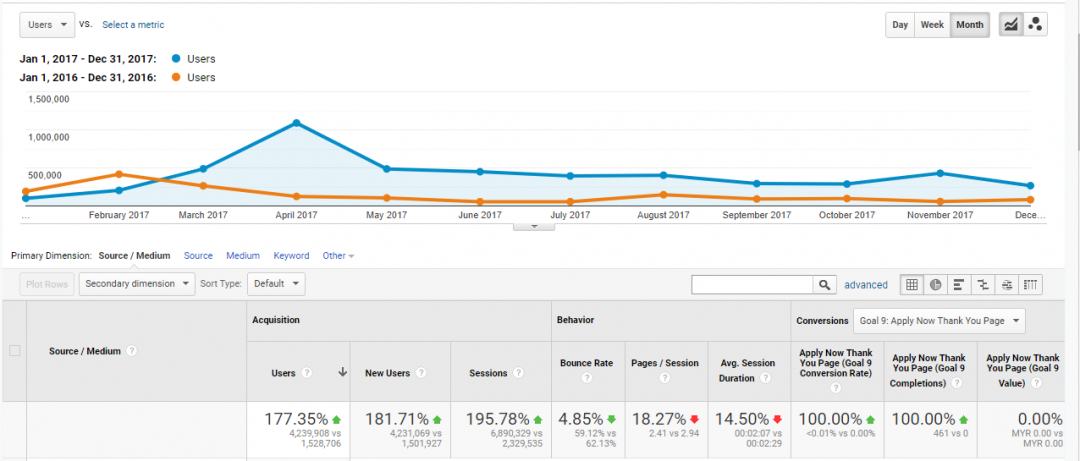 Users vs. Select a metric Day Week Month
Jan 1, 2017 - Dec 31, 2017: Users
Jan 1, 2016 - Dec 31, 2016: Users
1,500,000
1,000,000
500,000
... February 2017 March 2017 April 2017 May 2017 June 2017 July 2017 August 2017 September 2017 October 2017 November 2017 Dece...
Primary Dimension: Source / Medium Source Medium Keyword Other
Plot Rows Secondary dimension Sort Type: Default advanced
Acquisition Behavior Conversions Goal 9: Apply Now Thank You Page
Source / Medium ?
Users ?
New Users ?
Sessions ?
Bounce Rate
?
Pages / Session
?
Avg. Session
Duration ?
Apply Now Thank
You Page (Goal 9
Conversion Rate)
?
Apply Now Thank
You Page (Goal 9
Completions) ?
Apply Now Thank
You Page (Goal 9
Value) ?
177.35%
4,239,908 vs
1,528,706
181.71%
4,231,069 vs
1,501,927
195.78%
6,890,329 vs
2,329,535
4.85%
59.12% vs
62.13%
18.27%
2.41 vs 2.94
14.50%
00:02:07 vs
00:02:29
100.00%
<0.01% vs 0.00%
100.00%
461 vs 0
0.00%
MYR 0.00 vs
MYR 0.00